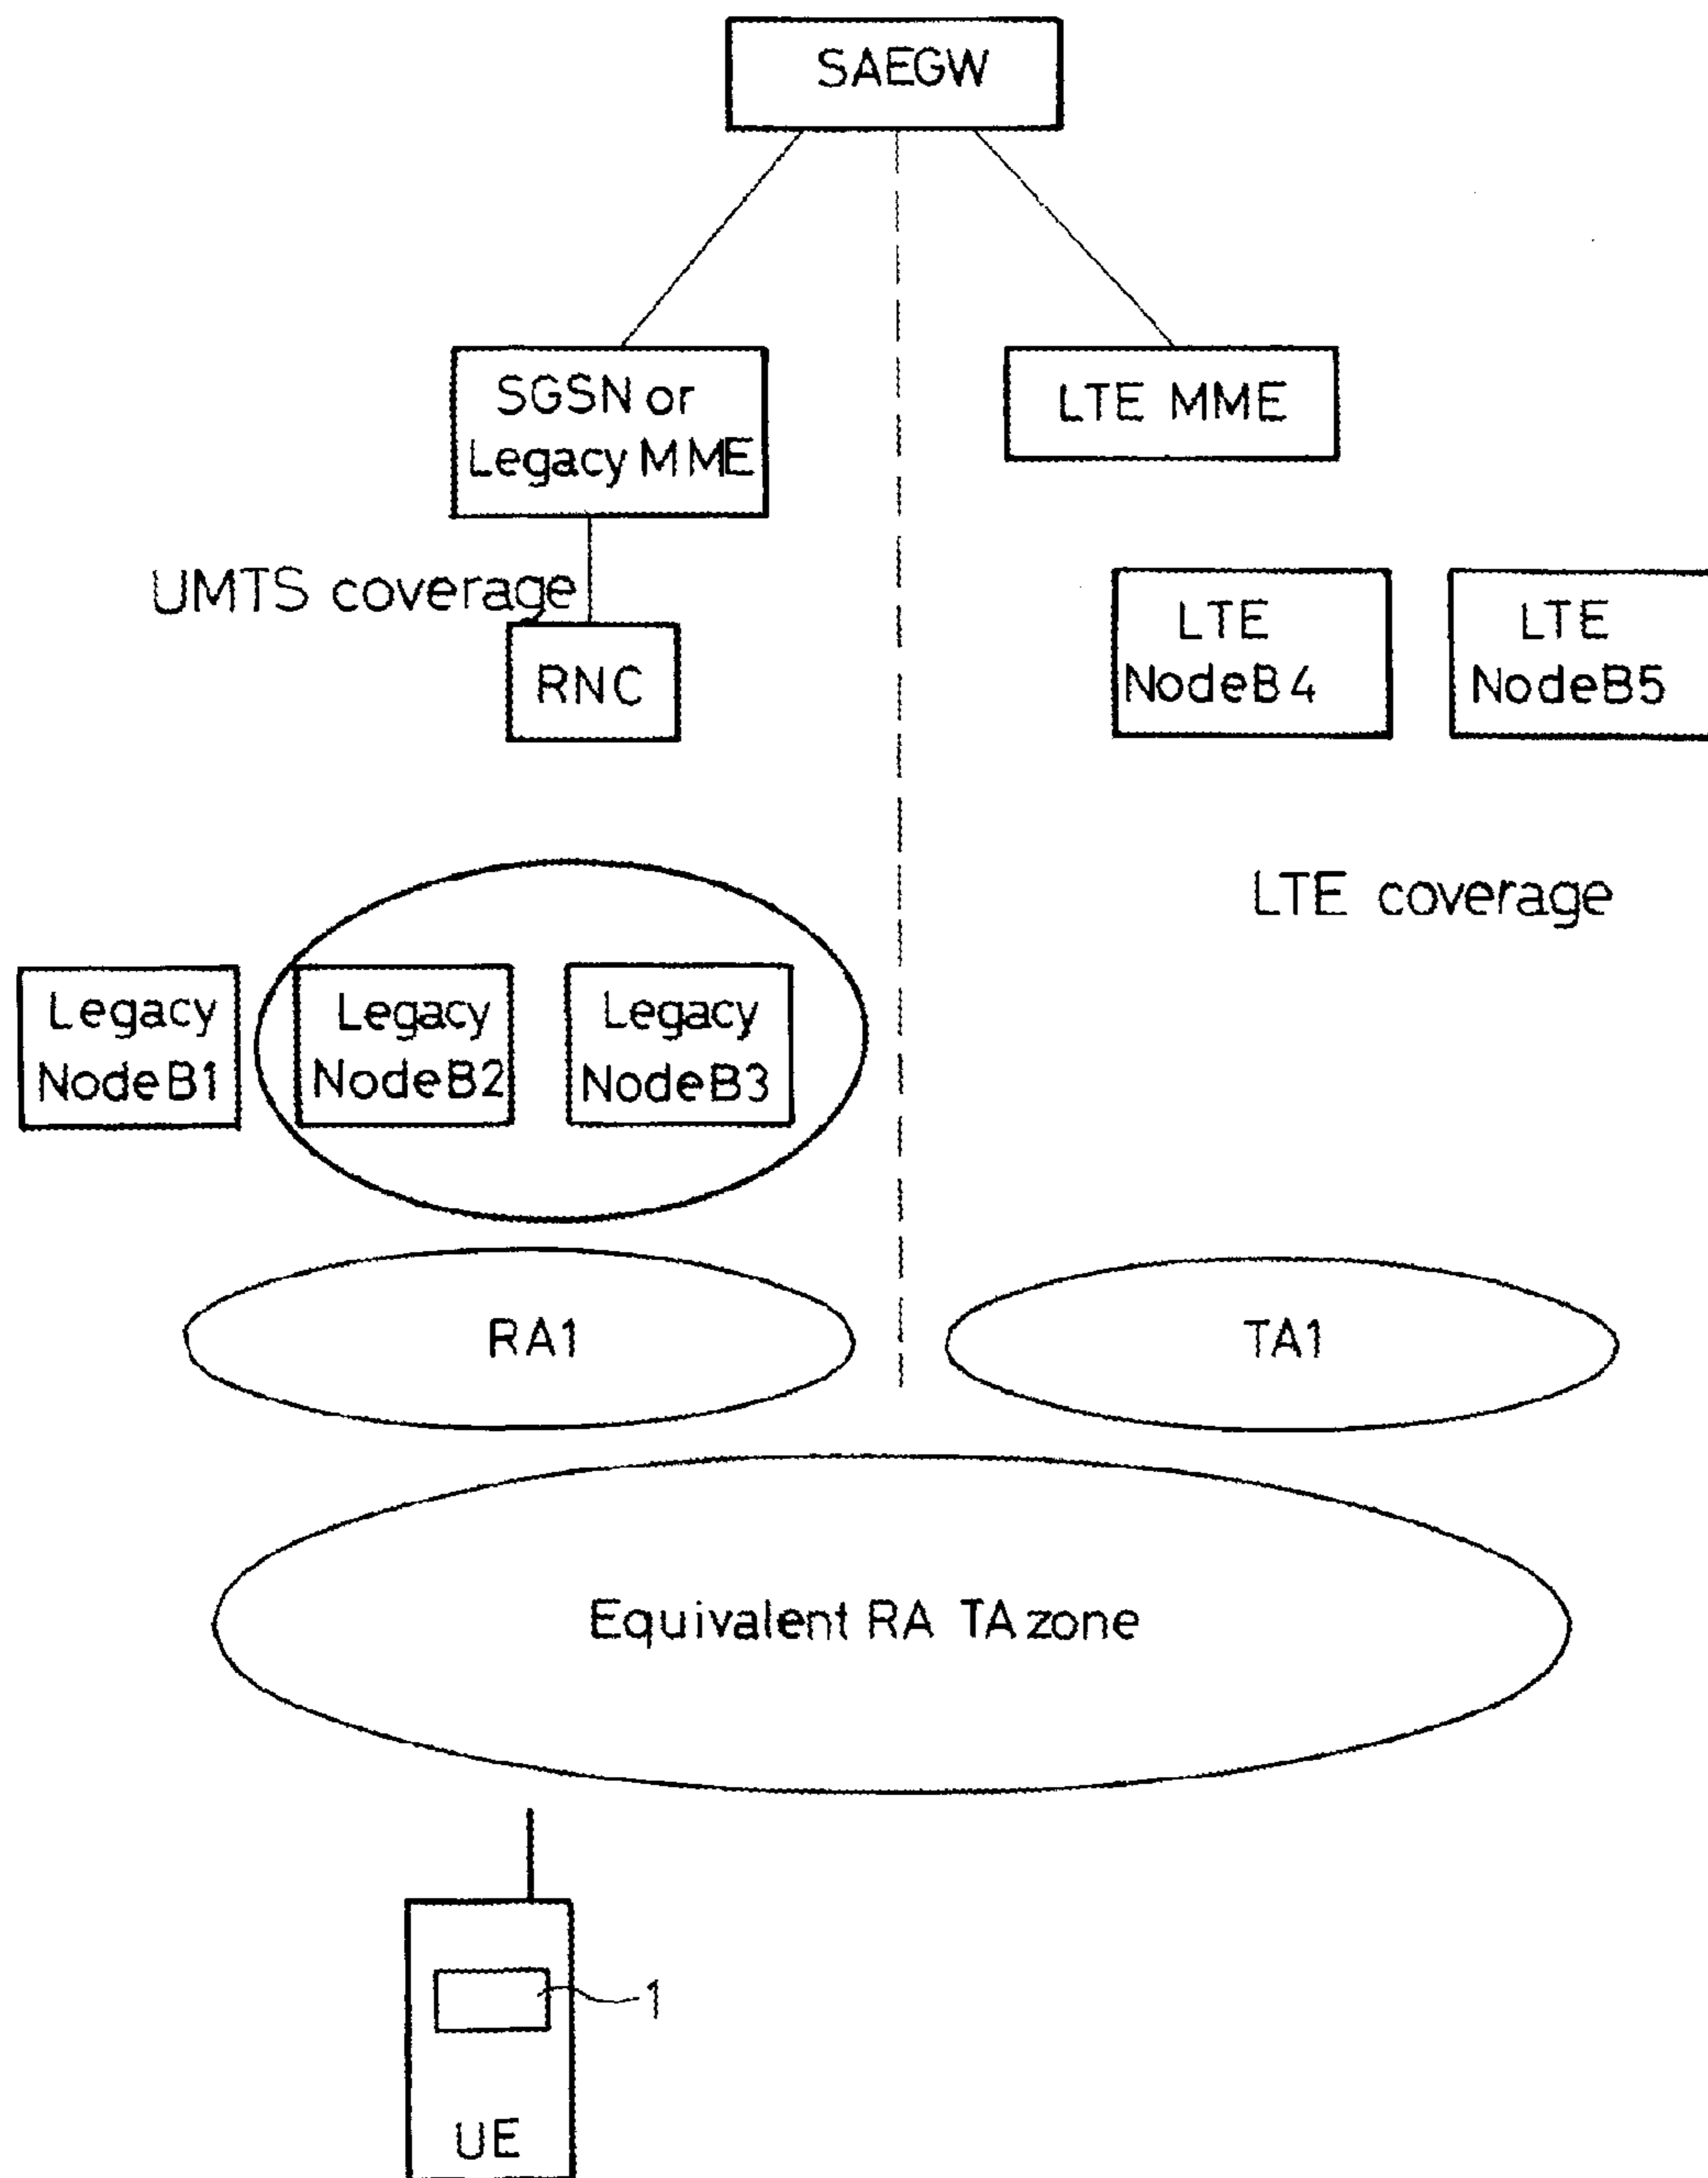 SAEGW
SGSN or
Legacy MME
LTE MME
UMTS coverage
RNC
LTE
NodeB4
LTE
NodeB5
LTE coverage
Legacy
NodeB1
Legacy
NodeB2
Legacy
NodeB3
RA1
TA1
Equivalent RA TA zone
1
UE